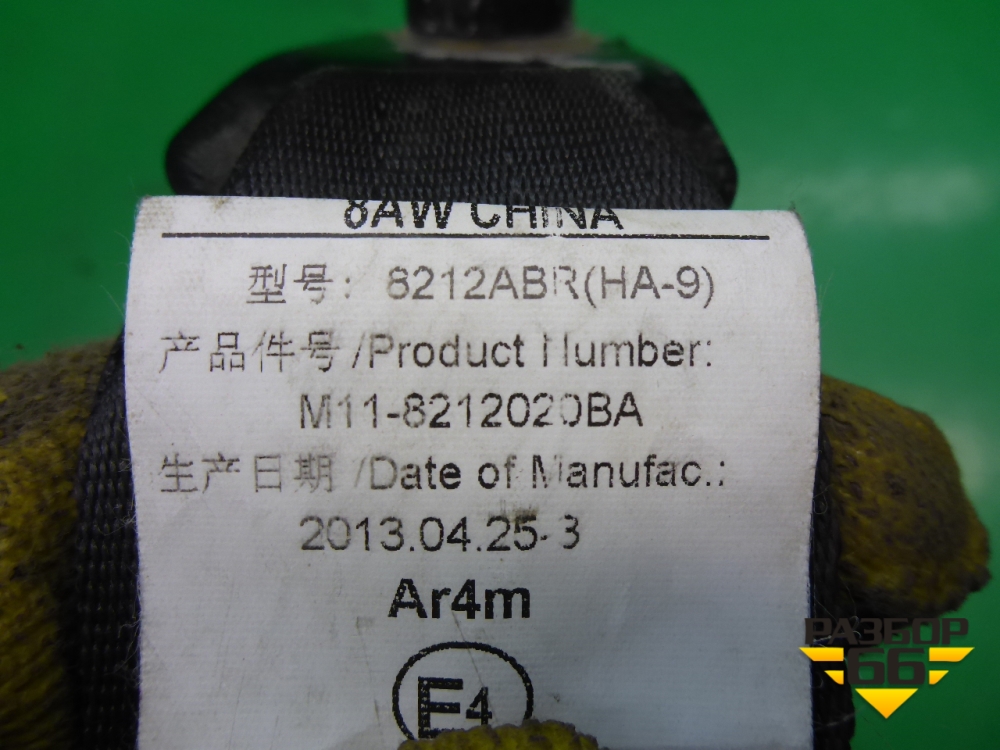 8AW CHINA
型号: 8212ABR(HA-9)
产品件号 /Product Number:
M11-8212020BA
生产日期 /Date of Manufac.:
2013.04.25-3
Ar4m
E4
РАЗБОР
66